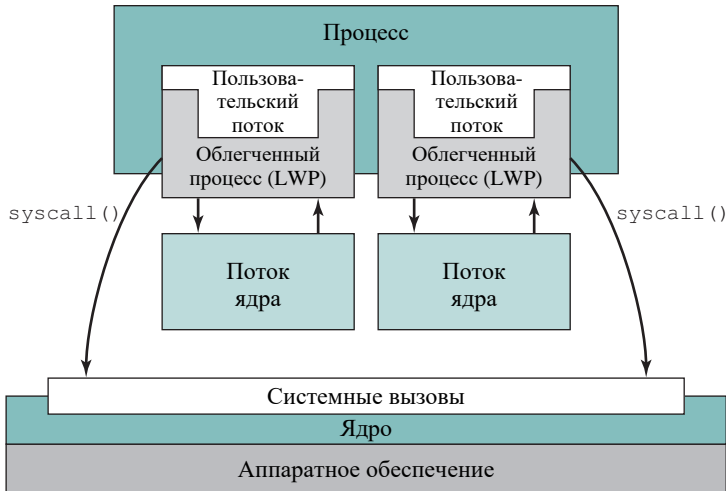 Процесс
Пользова-
тельский
поток
Облегченный
процесс (LWP)
Пользова-
тельский
поток
Облегченный
процесс (LWP)
syscall()
syscall()
Поток
ядра
Поток
ядра
Системные вызовы
Ядро
Аппаратное обеспечение